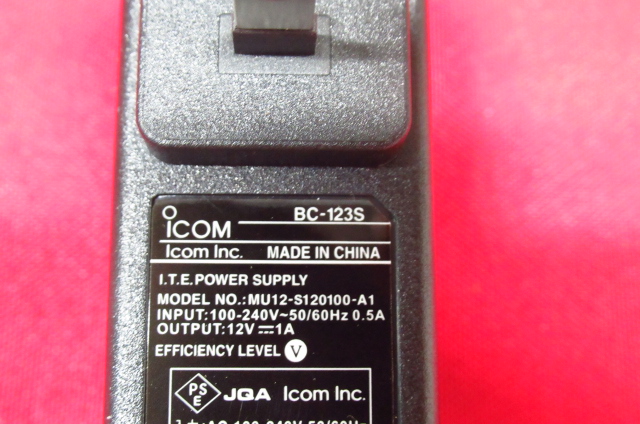 BC-123S
ICOM
Icom Inc. MADE IN CHINA
I.T.E. POWER SUPPLY
MODEL NO.:MU12-S120100-A1
INPUT:100-240V~50/60Hz 0.5A
OUTPUT:12V⎓1A
EFFICIENCY LEVEL V
PSE JQA Icom Inc.